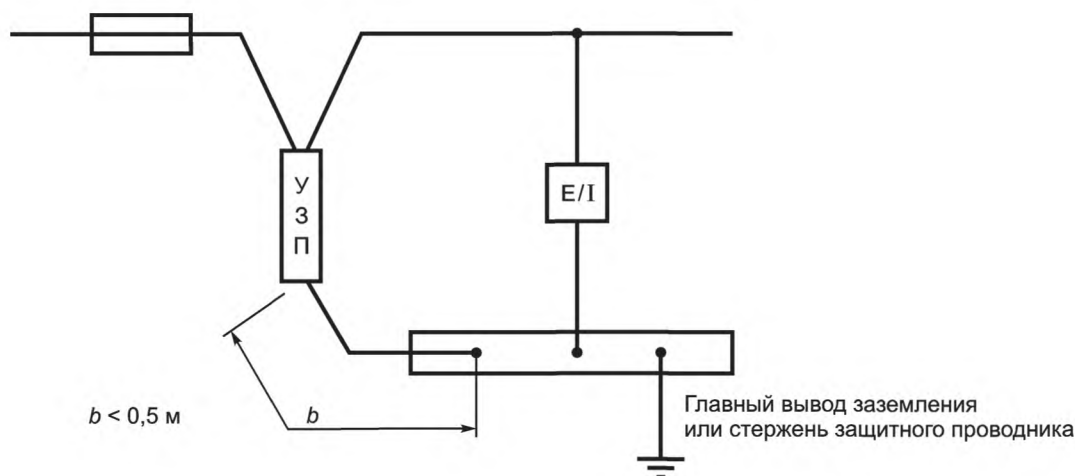 У
З
П
E/I
b < 0,5 м
b
Главный вывод заземления
или стержень защитного проводника